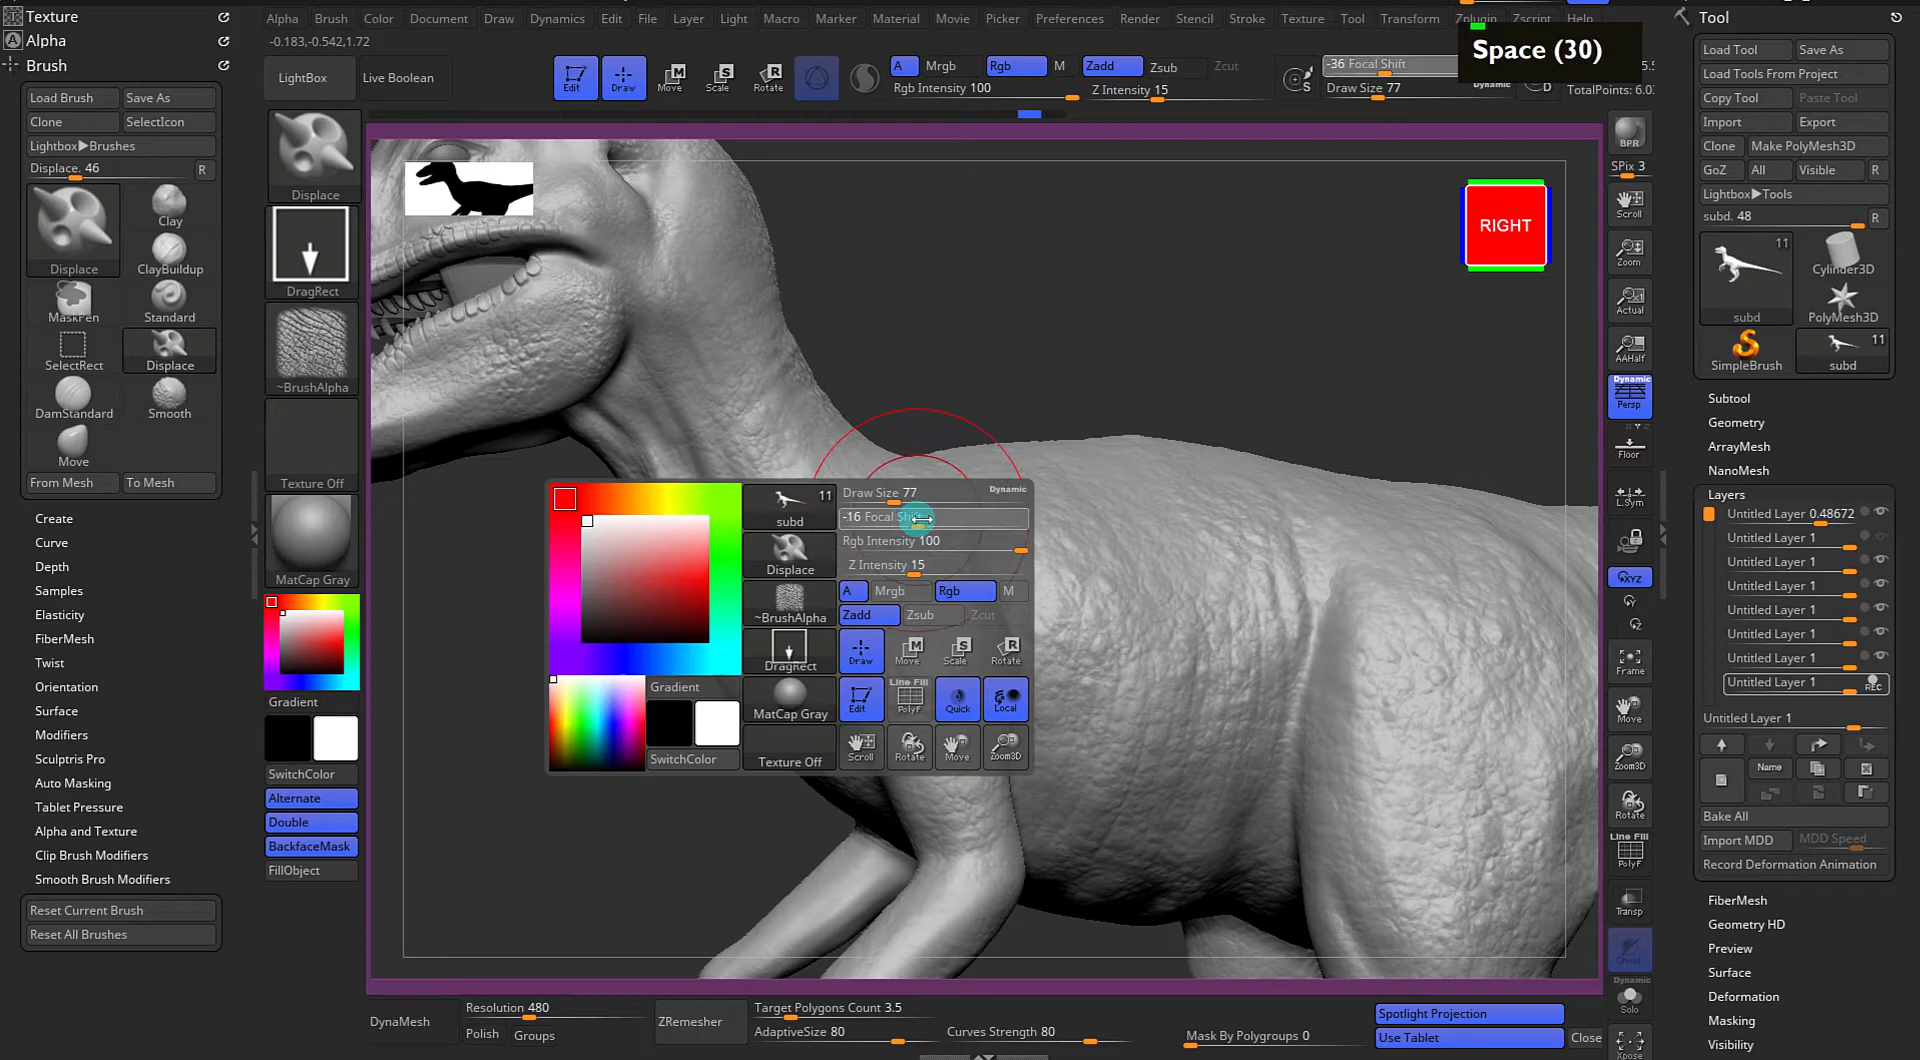 Texture
Alpha
Brush
Load Brush
Save As
Clone
SelectIcon
Lightbox▶Brushes
Displace. 46
R
Displace
Clay
ClayBuildup
MaskPen
Standard
SelectRect
Displace
DamStandard
Smooth
Move
From Mesh
To Mesh
Create
Curve
Depth
Samples
Elasticity
FiberMesh
Twist
Orientation
Surface
Modifiers
Sculptris Pro
Auto Masking
Tablet Pressure
Alpha and Texture
Clip Brush Modifiers
Smooth Brush Modifiers
Reset Current Brush
Reset All Brushes
Alpha
Brush
Color
Document
Draw
Dynamics
Edit
File
Layer
Light
Macro
Marker
Material
Movie
Picker
Preferences
Render
Stencil
Stroke
Texture
Tool
Transform
Zplugin
Zscript
Help
-0.183,-0.542,1.72
LightBox
Live Boolean
Edit
Draw
Move
Scale
Rotate
A
Mrgb
Rgb
M
Rgb Intensity 100
Zadd
Zsub
Zcut
Z Intensity 15
-36 Focal Shift
Draw Size 77
Dynamic
TotalPoints: 6.0
Space (30)
Displace
DragRect
~BrushAlpha
Texture Off
MatCap Gray
Gradient
SwitchColor
Alternate
Double
BackfaceMask
FillObject
RIGHT
11
subd
Displace
~BrushAlpha
DragRect
MatCap Gray
Texture Off
Gradient
SwitchColor
Draw Size 77
Dynamic
-16 Focal
Rgb Intensity 100
Z Intensity 15
A
Mrgb
Rgb
M
Zadd
Zsub
Zcut
Draw
Move
Scale
Rotate
Edit
Line Fill
PolyF
Quick
Local
Scroll
Rotate
Move
Zoom3D
BPR
SPix 3
Scroll
Zoom
Actual
AAHalf
Dynamic
Persp
Floor
L.Sym
XYZ
Frame
Move
Zoom3D
Rotate
Line Fill
PolyF
Transp
Ghost
Dynamic
Solo
Xpose
Tool
Load Tool
Save As
Load Tools From Project
Copy Tool
Paste Tool
Import
Export
Clone
Make PolyMesh3D
GoZ
All
Visible
R
Lightbox▶Tools
subd. 48
R
11
subd
Cylinder3D
PolyMesh3D
SimpleBrush
11
subd
Subtool
Geometry
ArrayMesh
NanoMesh
Layers
Untitled Layer 0.48672
Untitled Layer 1
Untitled Layer 1
Untitled Layer 1
Untitled Layer 1
Untitled Layer 1
Untitled Layer 1
Untitled Layer 1
REC
Untitled Layer 1
Name
Bake All
Import MDD
MDD Speed
Record Deformation Animation
FiberMesh
Geometry HD
Preview
Surface
Deformation
Masking
Visibility
DynaMesh
Resolution 480
Polish
Groups
ZRemesher
Target Polygons Count 3.5
AdaptiveSize 80
Curves Strength 80
Mask By Polygroups 0
Spotlight Projection
Use Tablet
Close